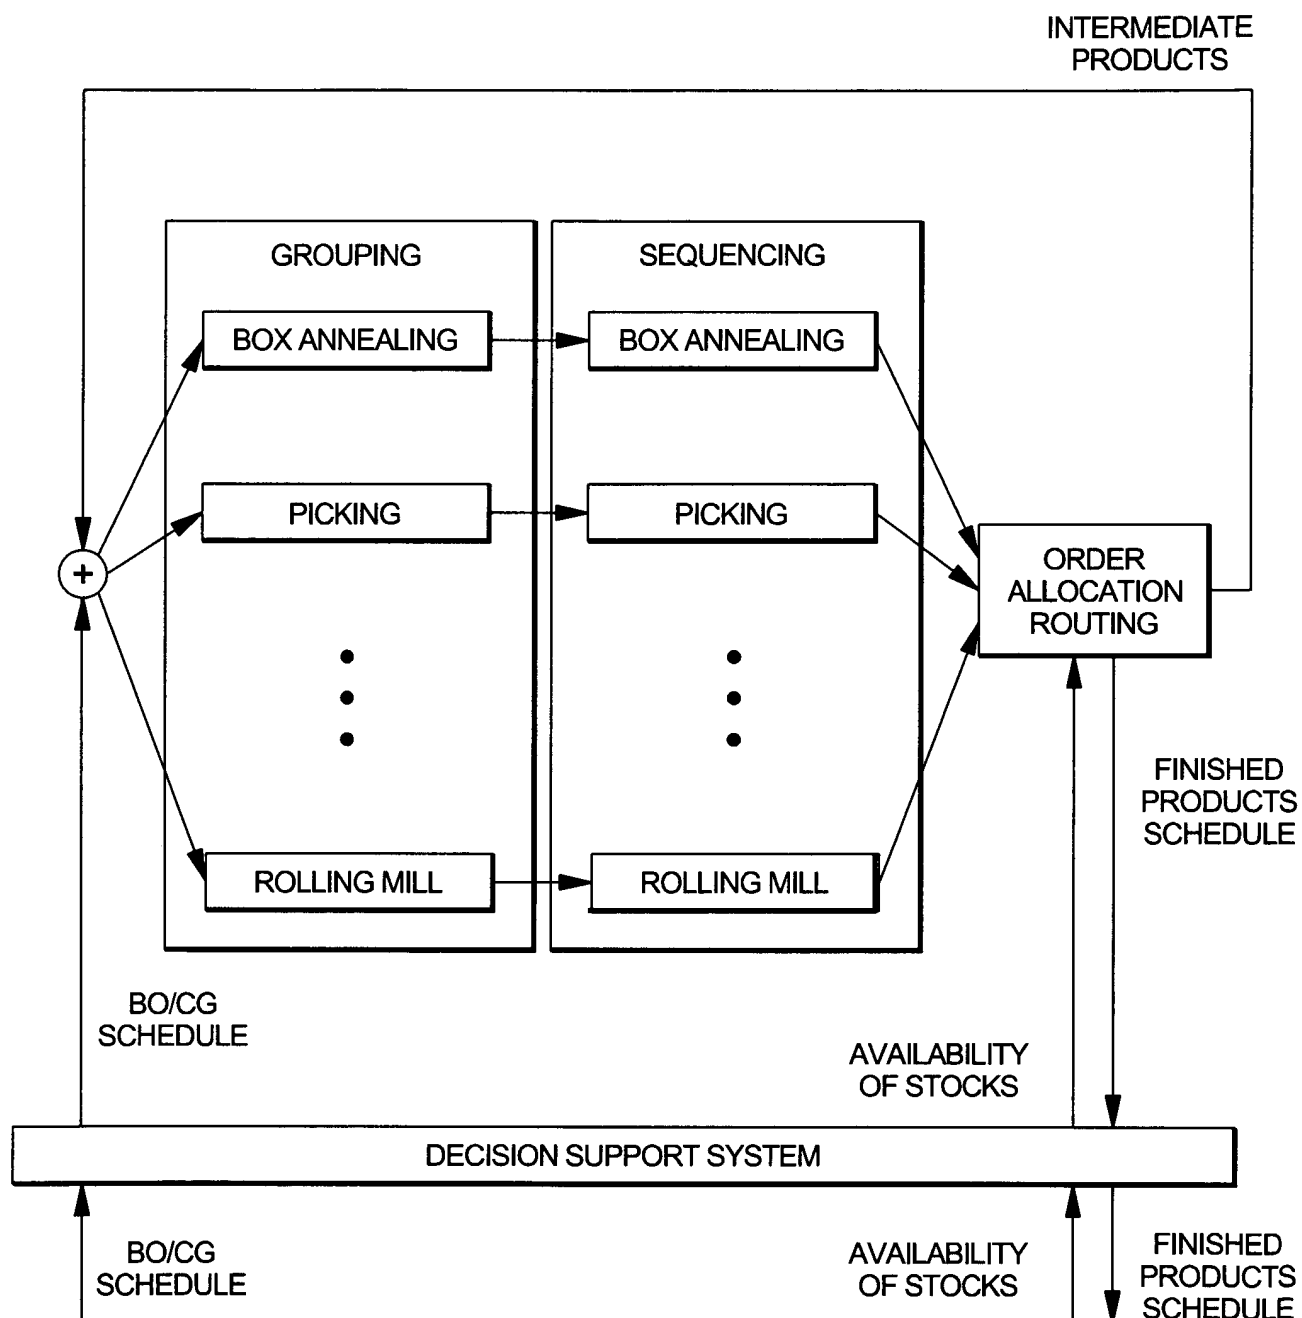 INTERMEDIATE
PRODUCTS
GROUPING
SEQUENCING
BOX ANNEALING
BOX ANNEALING
PICKING
PICKING
+
ORDER
ALLOCATION
ROUTING
FINISHED
PRODUCTS
SCHEDULE
ROLLING MILL
ROLLING MILL
BO/CG
SCHEDULE
AVAILABILITY
OF STOCKS
DECISION SUPPORT SYSTEM
BO/CG
SCHEDULE
AVAILABILITY
OF STOCKS
FINISHED
PRODUCTS
SCHEDULE